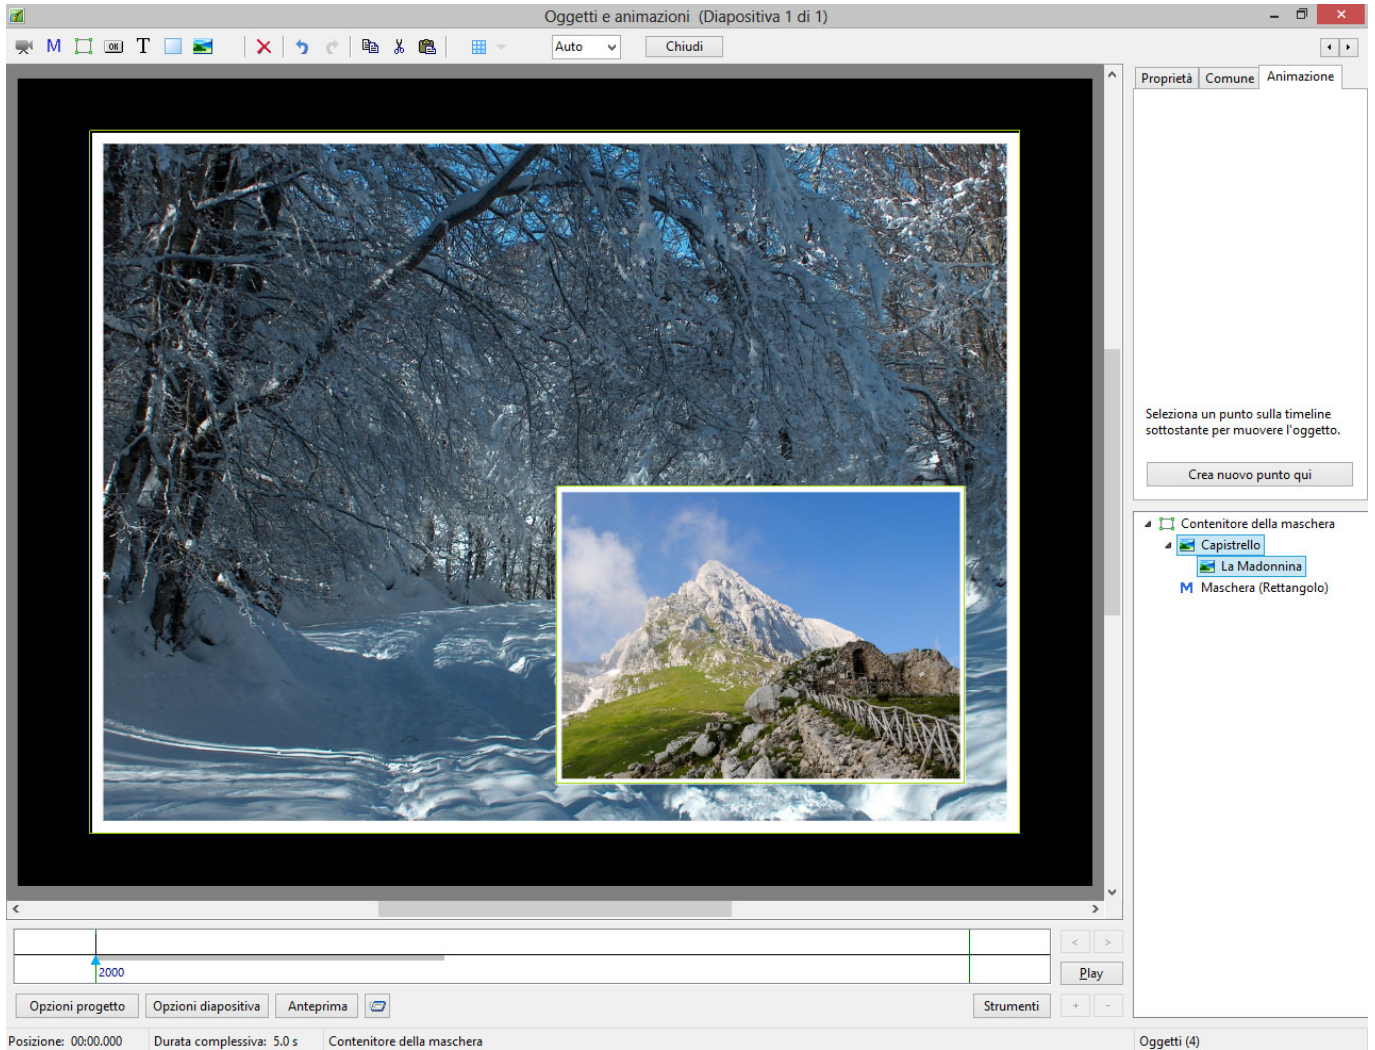 Oggetti e animazioni (Diapositiva 1 di 1)
M OK T Auto Chiudi
Proprietà Comune Animazione
Seleziona un punto sulla timeline
sottostante per muovere l'oggetto.
Crea nuovo punto qui
Contenitore della maschera
Capistrello
La Madonnina
M Maschera (Rettangolo)
2000
< >
Play
Opzioni progetto Opzioni diapositiva Anteprima Strumenti + -
Posizione: 00:00.000 Durata complessiva: 5.0 s Contenitore della maschera Oggetti (4)